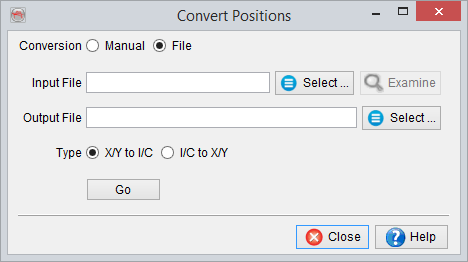 Convert Positions
Conversion Manual File
Input File Select ... Examine
Output File Select ...
Type X/Y to I/C I/C to X/Y
Go
Close Help